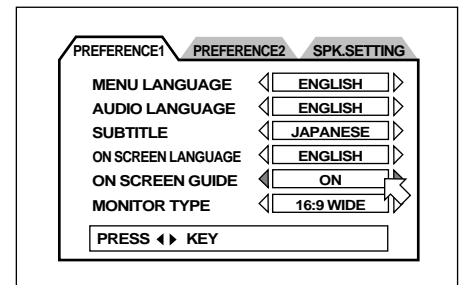 PREFERENCE1 PREFERENCE2 SPK.SETTING
MENU LANGUAGE ENGLISH
AUDIO LANGUAGE ENGLISH
SUBTITLE JAPANESE
ON SCREEN LANGUAGE ENGLISH
ON SCREEN GUIDE ON
MONITOR TYPE 16:9 WIDE
PRESS KEY